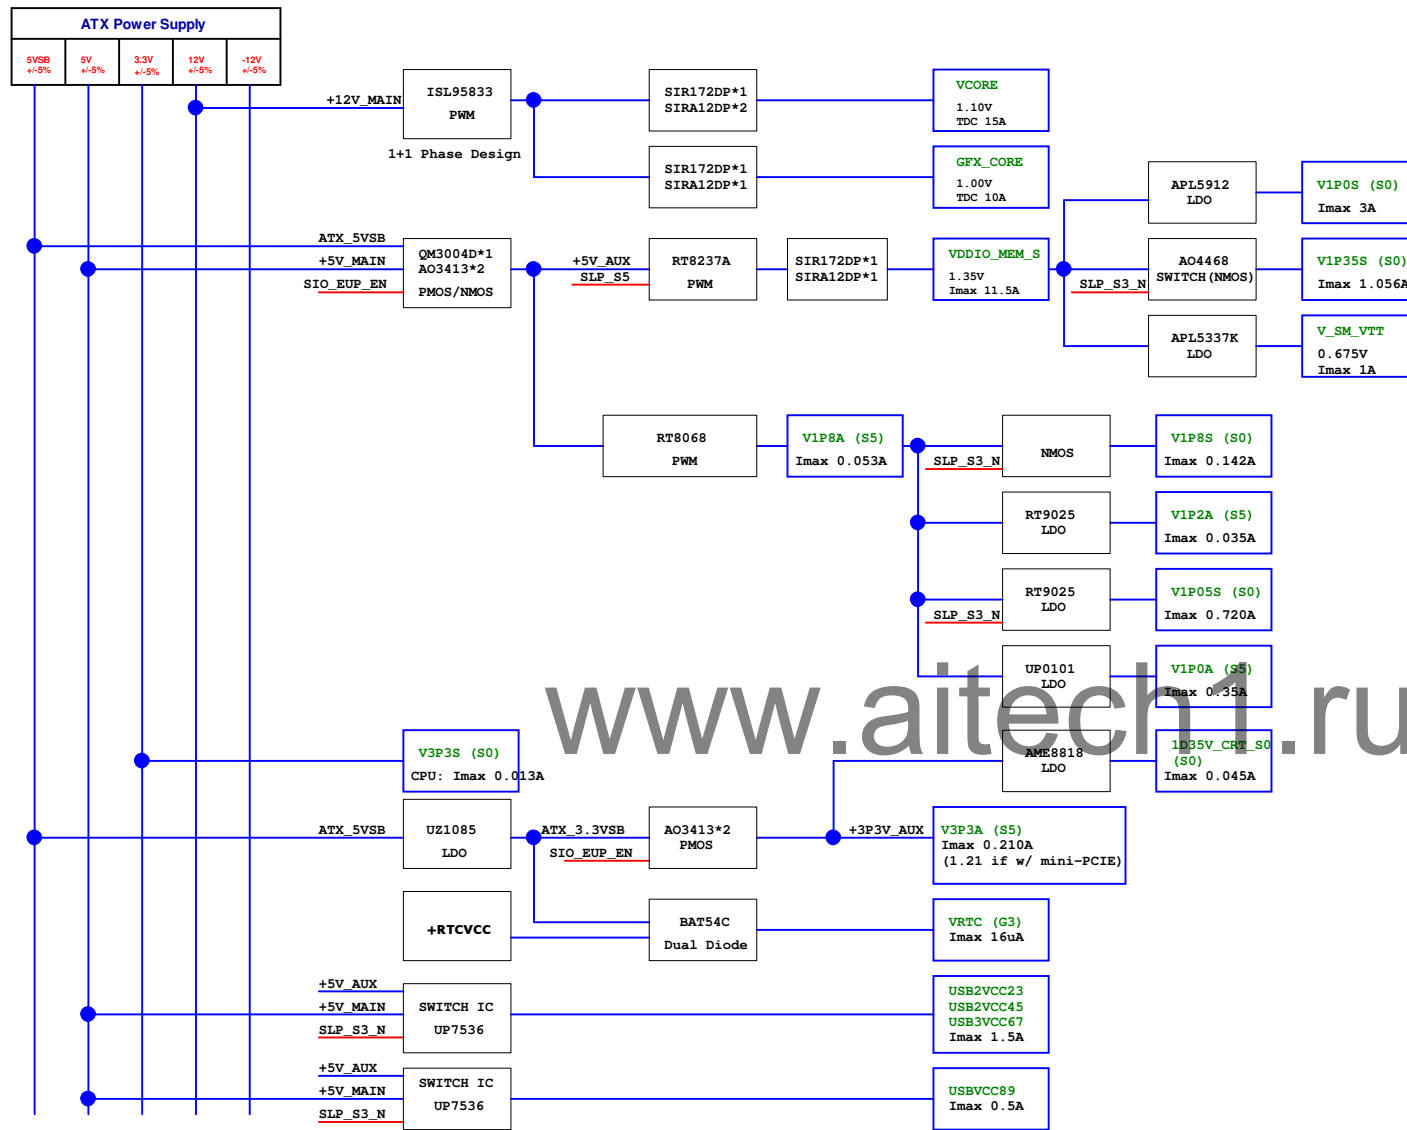 ATX Power Supply
5VSB
+/-5%
5V
+/-5%
3.3V
+/-5%
12V
+/-5%
-12V
+/-5%
+12V_MAIN
ISL95833
PWM
1+1 Phase Design
SIR172DP*1
SIRA12DP*2
VCORE
1.10V
TDC 15A
SIR172DP*1
SIRA12DP*1
GFX_CORE
1.00V
TDC 10A
ATX_5VSB
+5V_MAIN
SIO_EUP_EN
QM3004D*1
AO3413*2
PMOS/NMOS
+5V_AUX
SLP_S5
RT8237A
PWM
SIR172DP*1
SIRA12DP*1
VDDIO_MEM_S
1.35V
Imax 11.5A
APL5912
LDO
V1P0S (S0)
Imax 3A
SLP_S3_N
AO4468
SWITCH(NMOS)
V1P35S (S0)
Imax 1.056A
APL5337K
LDO
V_SM_VTT
0.675V
Imax 1A
RT8068
PWM
V1P8A (S5)
Imax 0.053A
SLP_S3_N
NMOS
V1P8S (S0)
Imax 0.142A
RT9025
LDO
V1P2A (S5)
Imax 0.035A
SLP_S3_N
RT9025
LDO
V1P05S (S0)
Imax 0.720A
UP0101
LDO
V1P0A (S5)
Imax 0.35A
www.aitech1.ru
V3P3S (S0)
CPU: Imax 0.013A
AME8818
LDO
1D35V_CRT_S0
(S0)
Imax 0.045A
ATX_5VSB
UZ1085
LDO
ATX_3.3VSB
SIO_EUP_EN
AO3413*2
PMOS
+3P3V_AUX
V3P3A (S5)
Imax 0.210A
(1.21 if w/ mini-PCIE)
+RTCVCC
BAT54C
Dual Diode
VRTC (G3)
Imax 16uA
+5V_AUX
+5V_MAIN
SLP_S3_N
SWITCH IC
UP7536
USB2VCC23
USB2VCC45
USB3VCC67
Imax 1.5A
+5V_AUX
+5V_MAIN
SLP_S3_N
SWITCH IC
UP7536
USBVCC89
Imax 0.5A